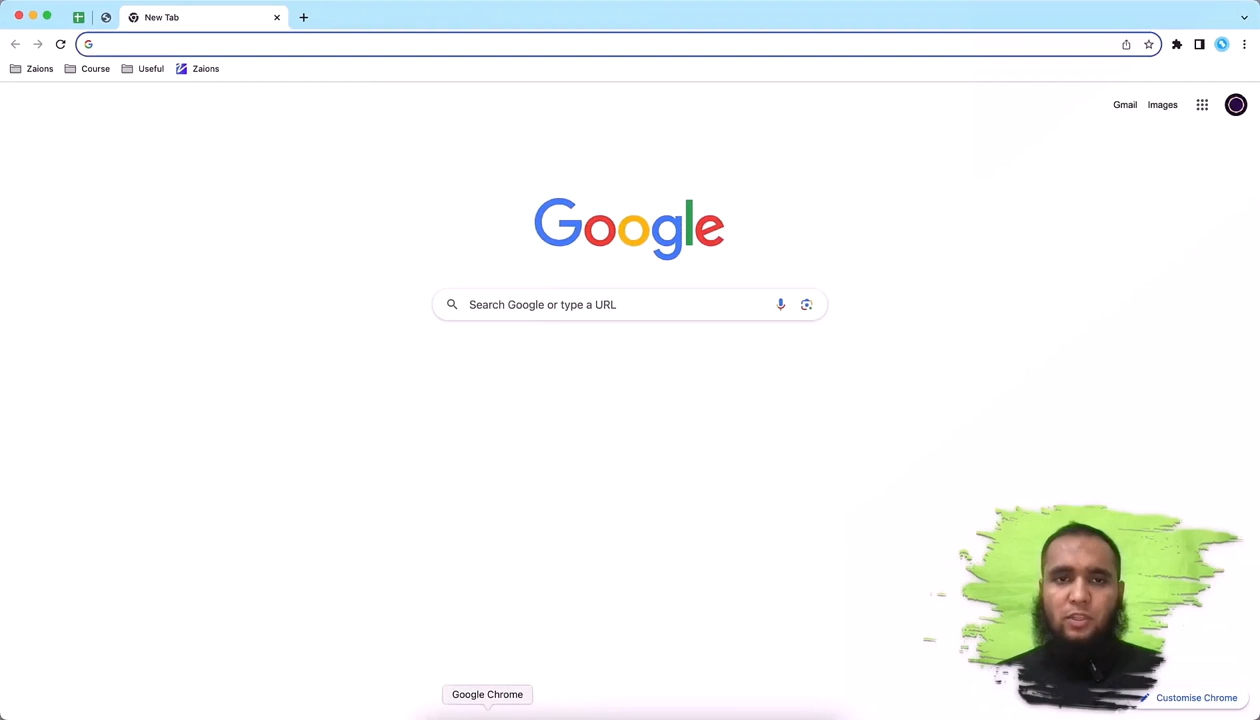 New Tab
Zaions
Course
Useful
Zaions
Gmail
Images
Google
Search Google or type a URL
Google Chrome
Customise Chrome